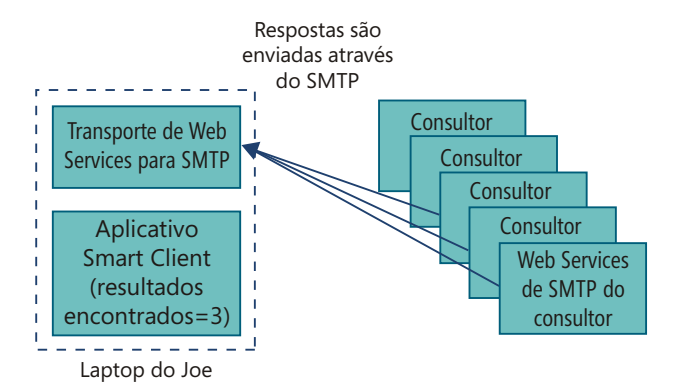 Respostas são
enviadas através
do SMTP
Transporte de Web
Services para SMTP
Aplicativo
Smart Client
(resultados
encontrados=3)
Laptop do Joe
Consultor
Consultor
Consultor
Consultor
Web Services
de SMTP do
consultor